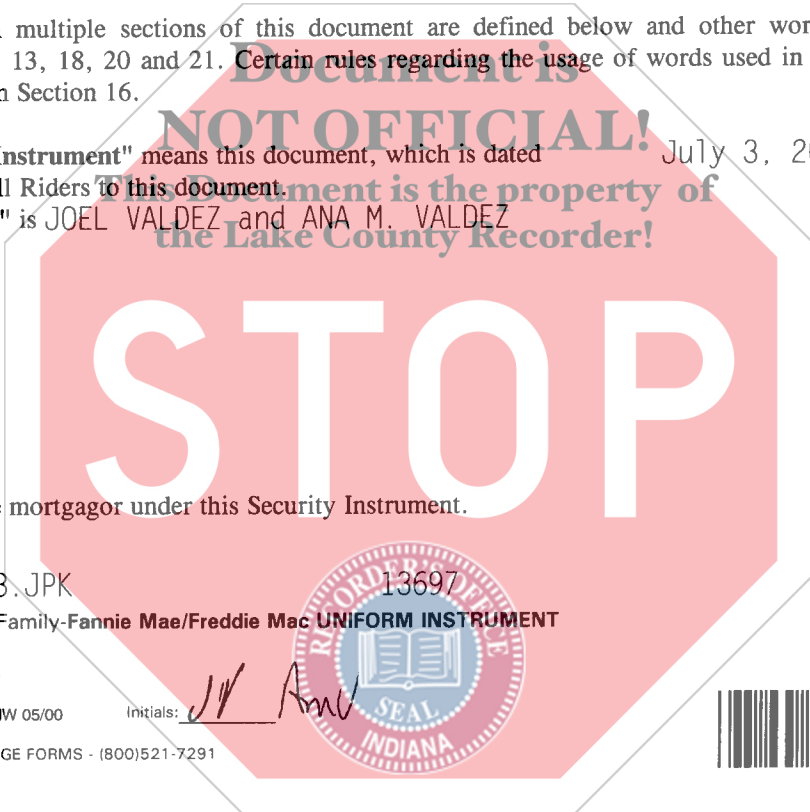 multiple sections of this document are defined below and other wor
13, 18, 20 and 21. Certain rules regarding the usage of words used in
n Section 16.
Document is
NOT OFFICIAL!
This Document is the property of
the Lake County Recorder!
nstrument" means this document, which is dated July 3, 2
ll Riders to this document.
" is JOEL VALDEZ and ANA M. VALDEZ
STOP
mortgagor under this Security Instrument.
3.JPK 13697
Family-Fannie Mae/Freddie Mac UNIFORM INSTRUMENT
RECORDER'S OFFICE
SEAL
INDIANA
W 05/00 Initials: JV AmV
GE FORMS - (800)521-7291